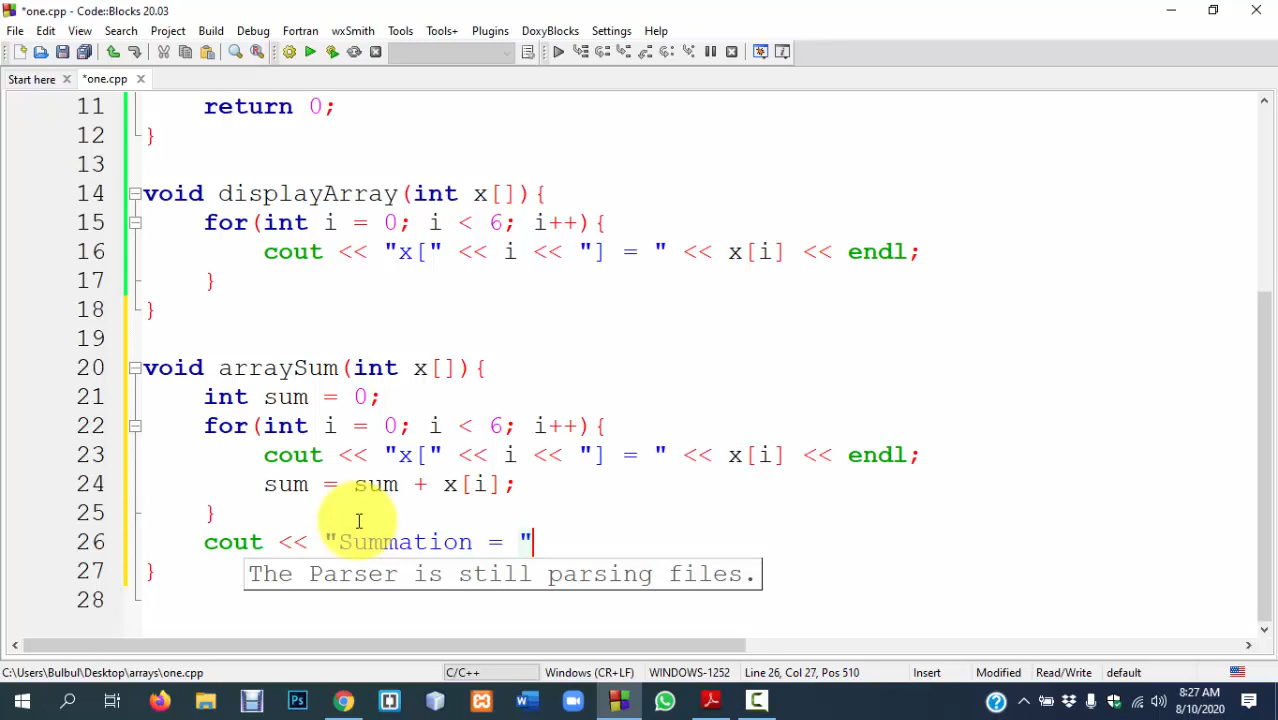 *one.cpp - Code::Blocks 20.03
File Edit View Search Project Build Debug Fortran wxSmith Tools Tools+ Plugins DoxyBlocks Settings Help
Start here *one.cpp
11 return 0;
12 }
13
14 void displayArray(int x[]){
15 for(int i = 0; i < 6; i++){
16 cout << "x[" << i << "] = " << x[i] << endl;
17 }
18 }
19
20 void arraySum(int x[]){
21 int sum = 0;
22 for(int i = 0; i < 6; i++){
23 cout << "x[" << i << "] = " << x[i] << endl;
24 sum = sum + x[i];
25 }
26 cout << "Summation = "
27 }
The Parser is still parsing files.
28
C:\Users\Bulbul\Desktop\arrays\one.cpp C/C++ Windows (CR+LF) WINDOWS-1252 Line 26, Col 27, Pos 510 Insert Modified Read/Write default
8:27 AM
8/10/2020